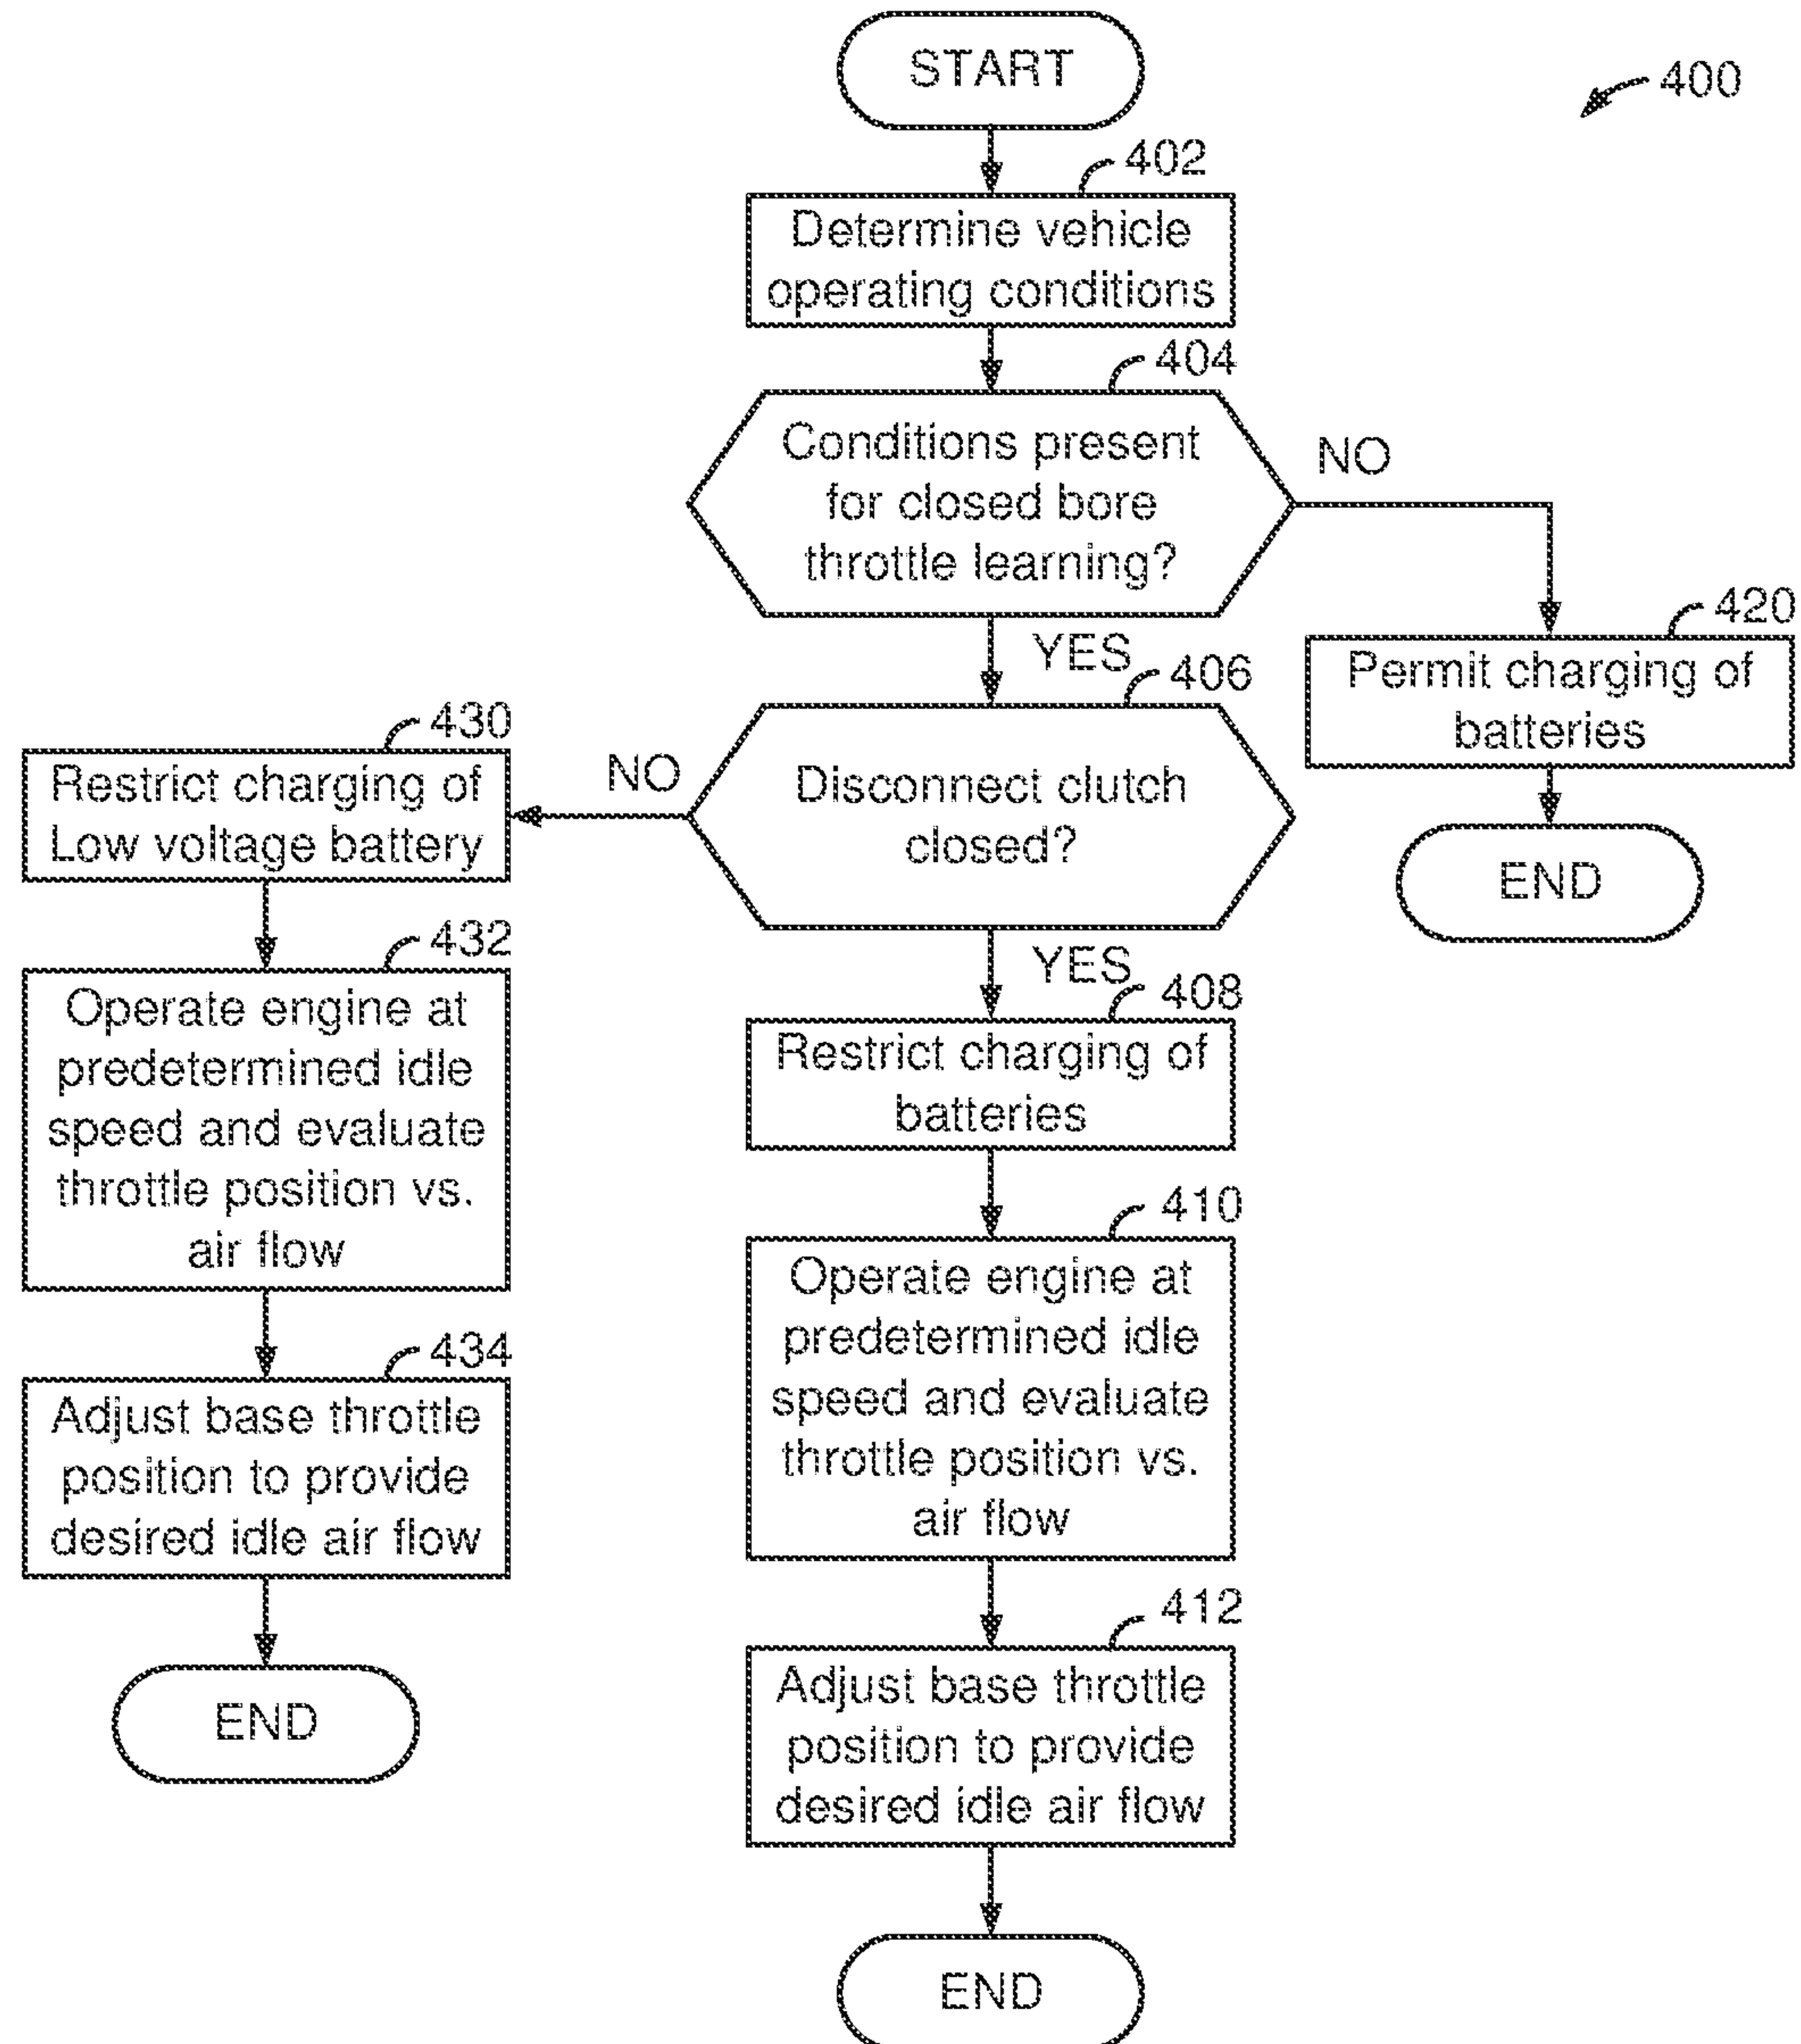 START
400
402
Determine vehicle
operating conditions
404
Conditions present
for closed bore
throttle learning?
NO
YES
420
Permit charging of
batteries
END
406
Disconnect clutch
closed?
NO
YES
430
Restrict charging of
Low voltage battery
432
Operate engine at
predetermined idle
speed and evaluate
throttle position vs.
air flow
434
Adjust base throttle
position to provide
desired idle air flow
END
408
Restrict charging of
batteries
410
Operate engine at
predetermined idle
speed and evaluate
throttle position vs.
air flow
412
Adjust base throttle
position to provide
desired idle air flow
END